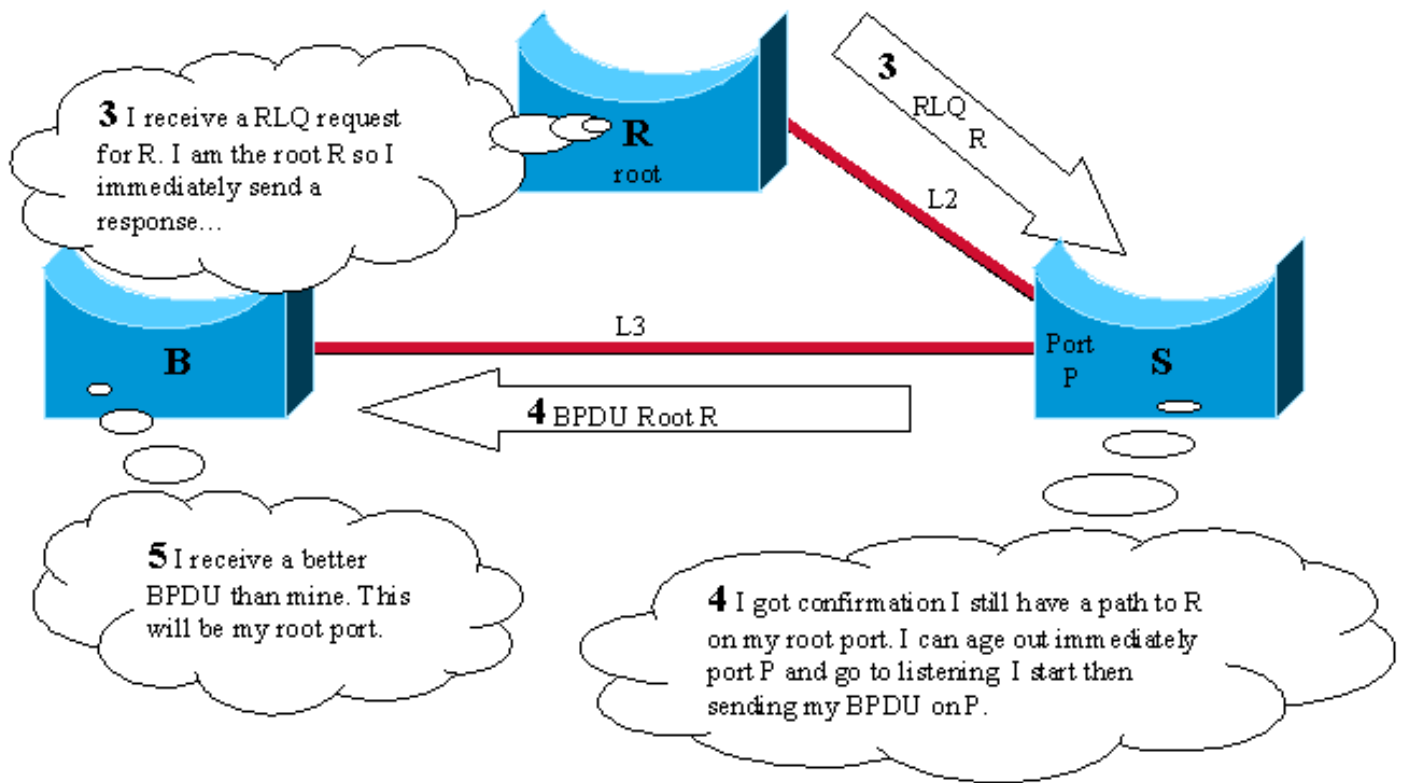 3 I receive a RLQ request
for R. I am the root R so I
immediately send a
response...
R
root
3
RLQ
R
L2
B
L3
Port
P
S
4 BPDU Root R
5 I receive a better
BPDU than mine. This
will be my root port.
4 I got confirmation I still have a path to R
on my root port. I can age out immediately
port P and go to listening. I start then
sending my BPDU on P.